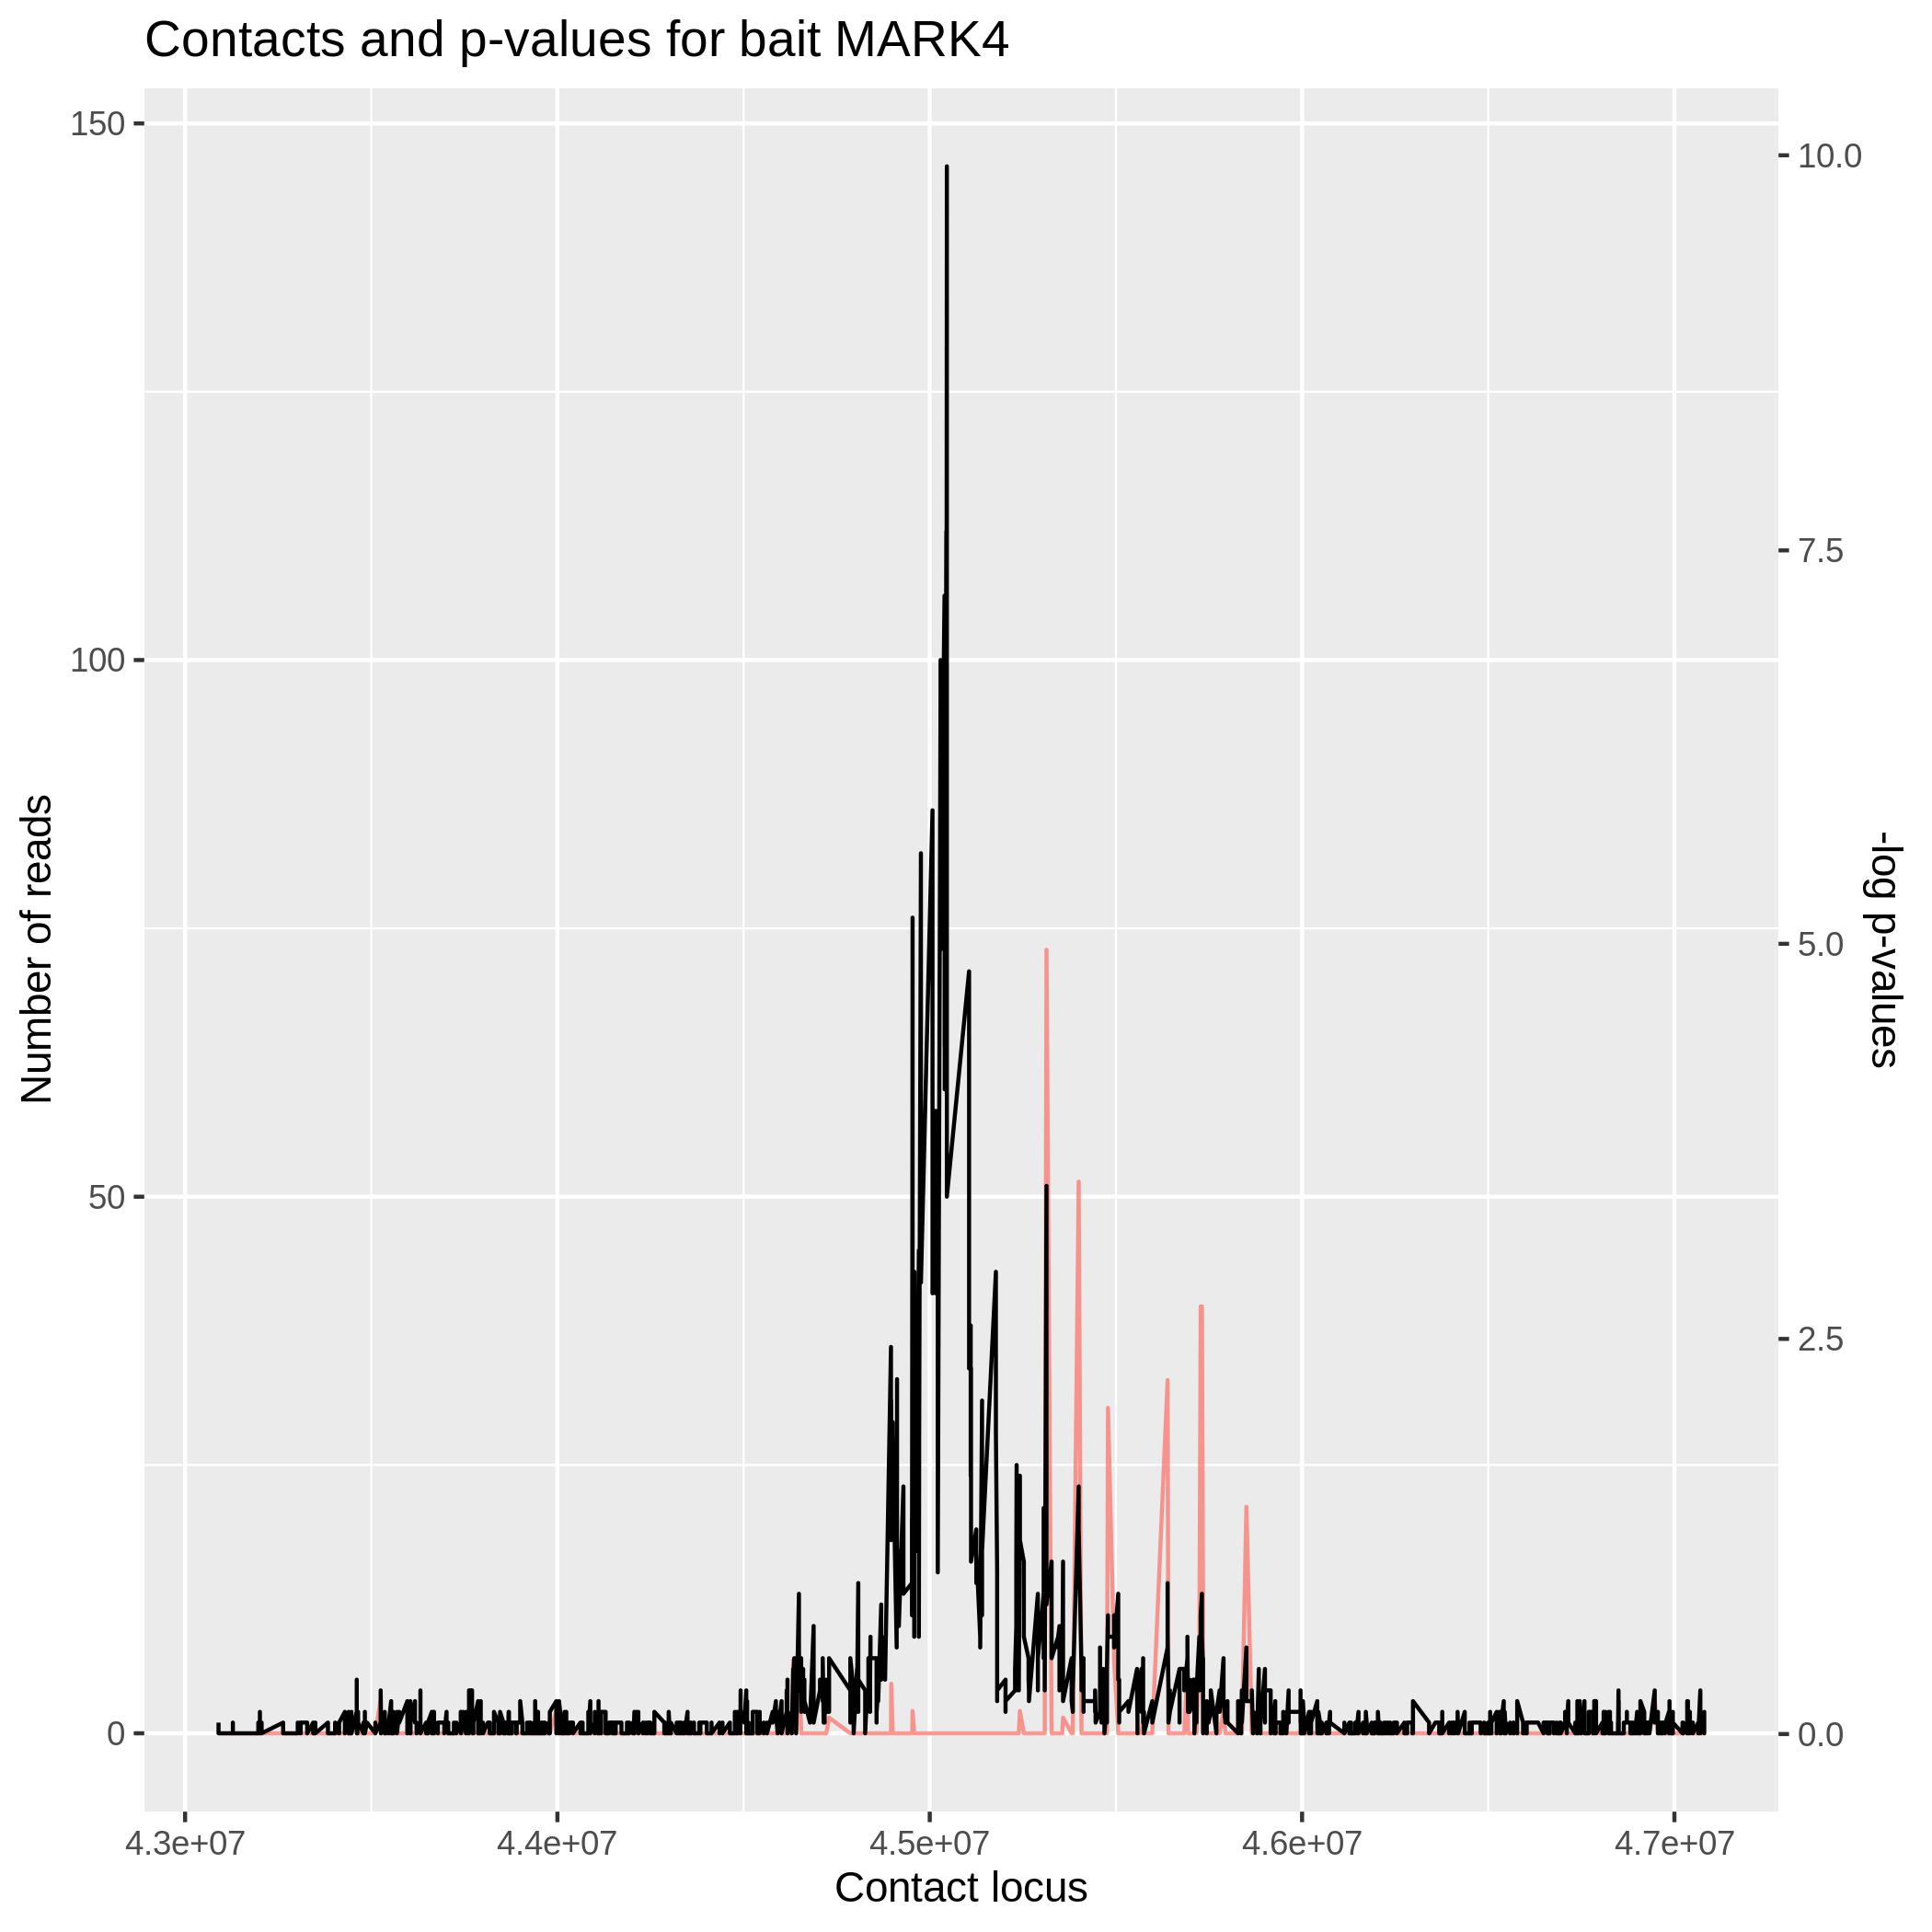 Contacts and p-values for bait MARK4
150
100
50
0
Number of reads
10.0
7.5
5.0
2.5
0.0
-log p-values
4.3e+07 4.4e+07 4.5e+07 4.6e+07 4.7e+07
Contact locus